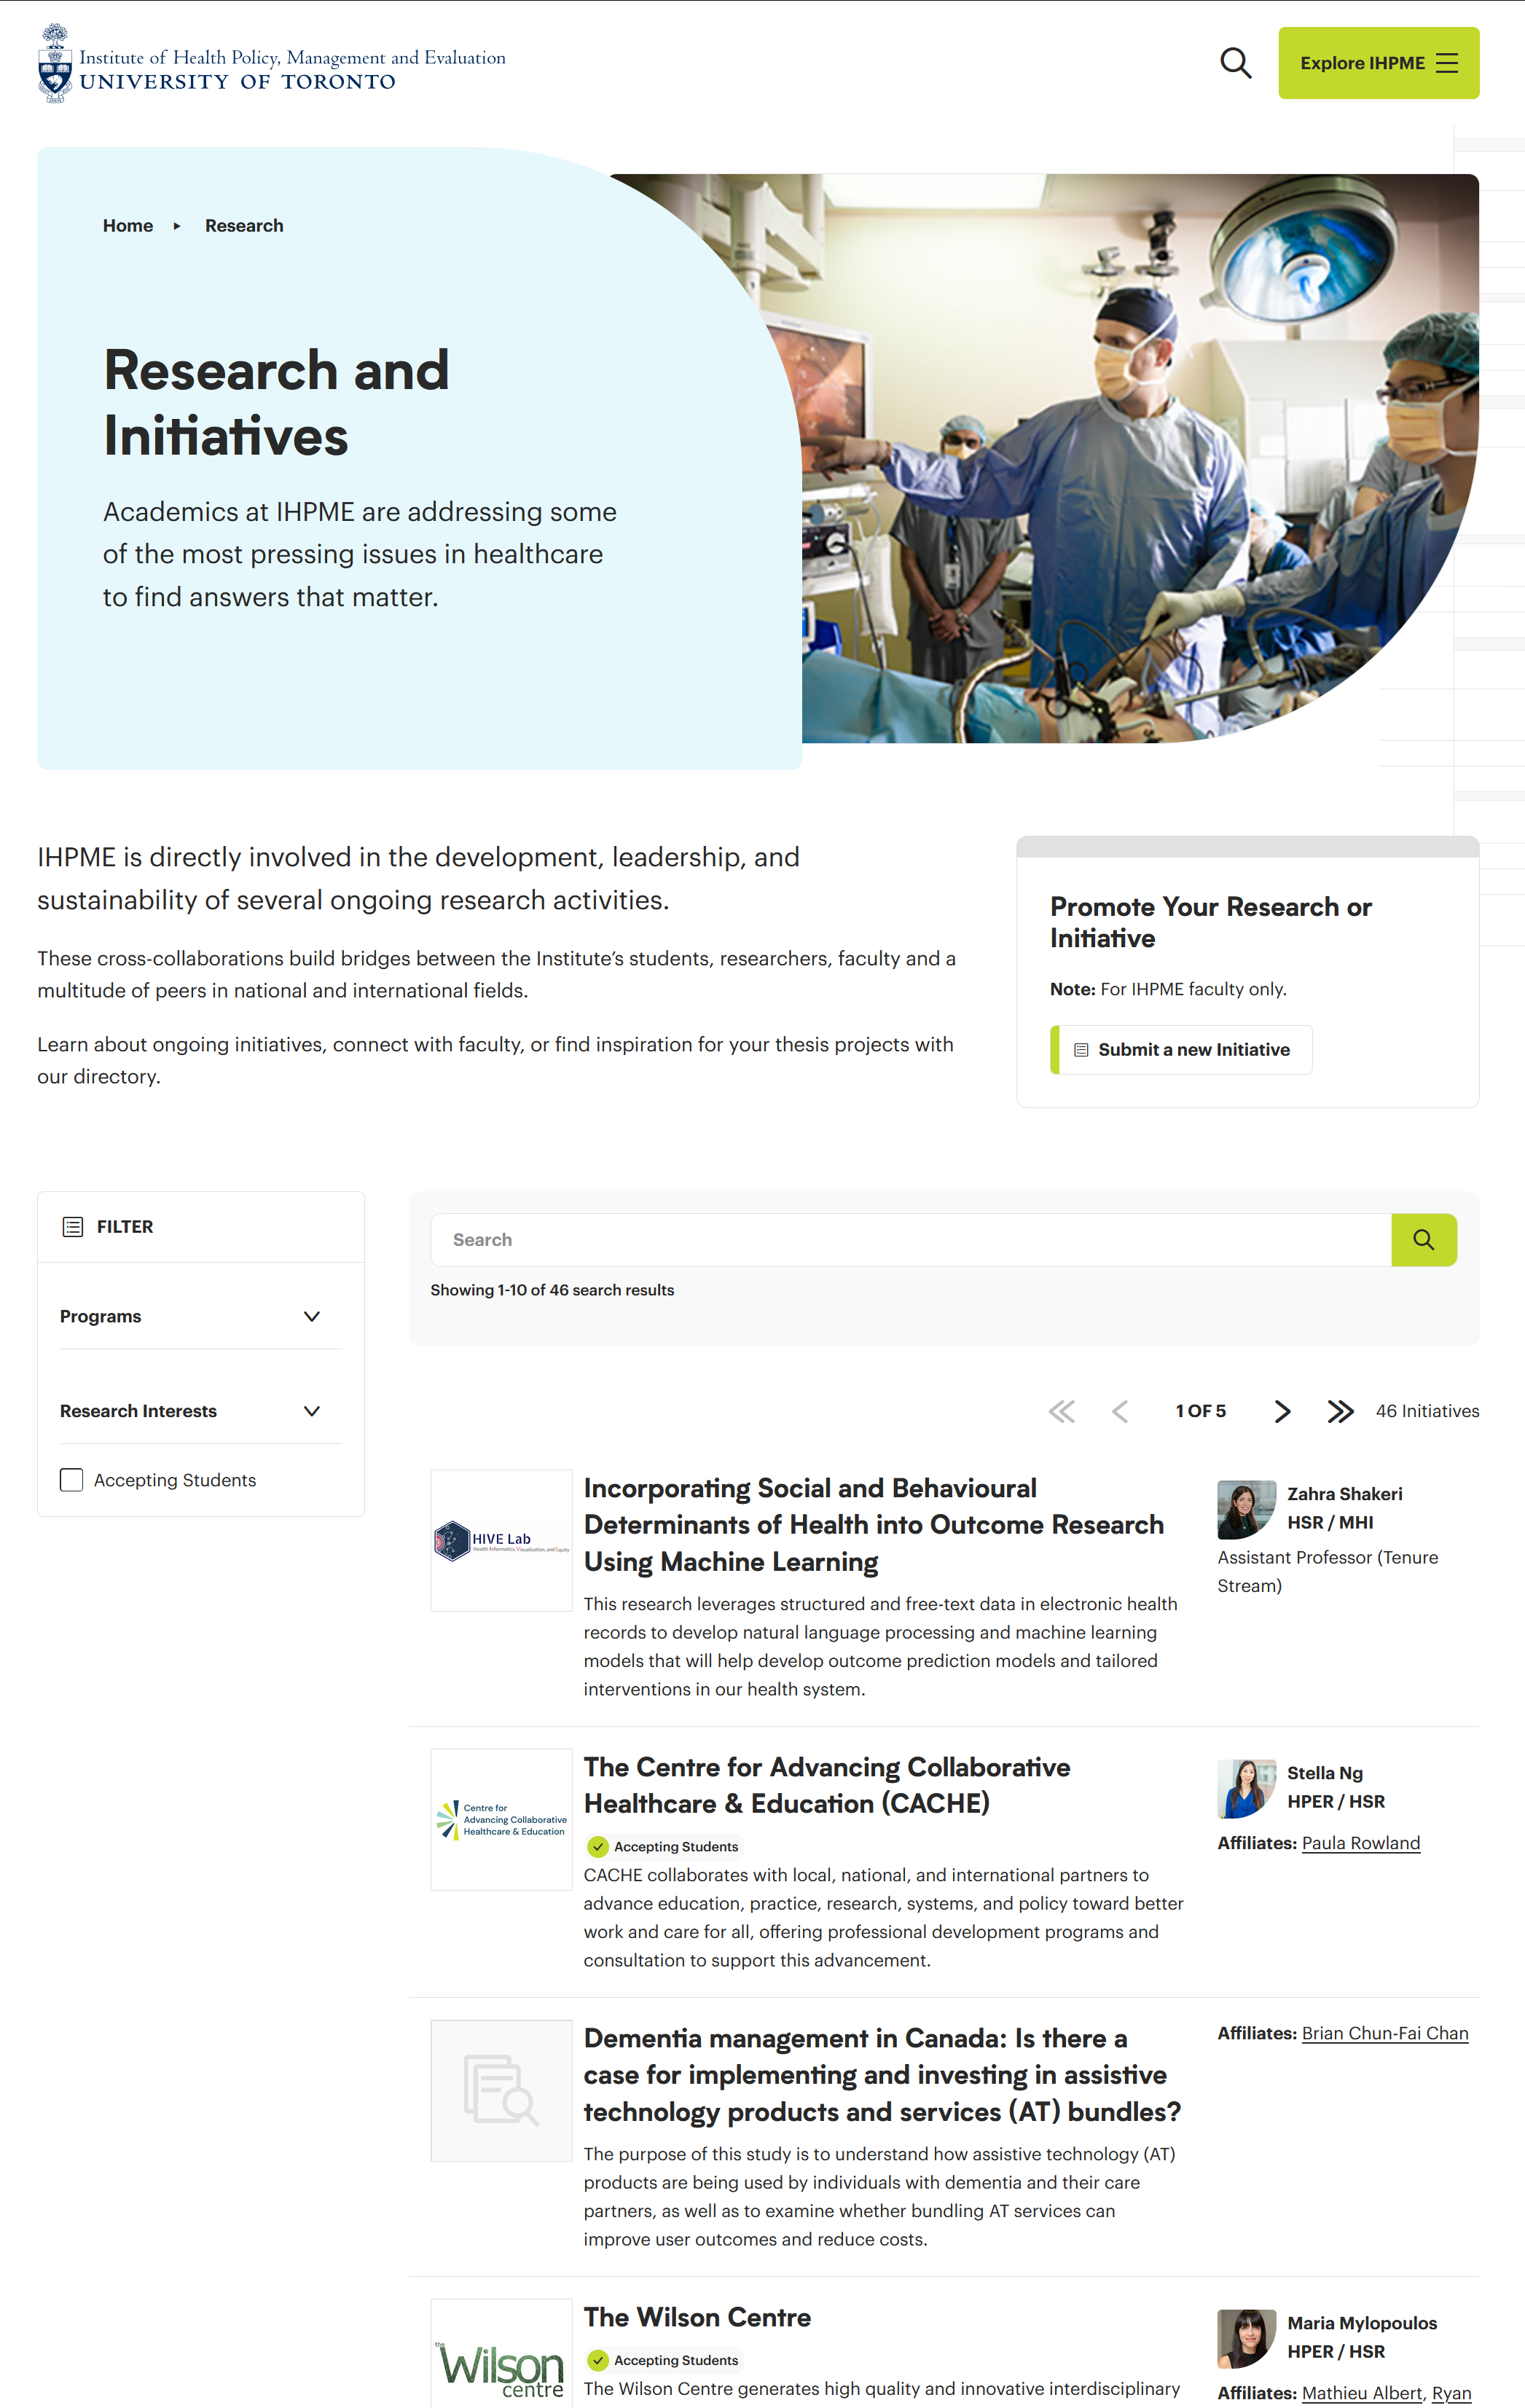 Institute of Health Policy, Management and Evaluation
UNIVERSITY OF TORONTO
Explore IHPME
Home
Research
Research and
Initiatives
Academics at IHPME are addressing some
of the most pressing issues in healthcare
to find answers that matter.
IHPME is directly involved in the development, leadership, and
sustainability of several ongoing research activities.
These cross-collaborations build bridges between the Institute’s students, researchers, faculty and a
multitude of peers in national and international fields.
Learn about ongoing initiatives, connect with faculty, or find inspiration for your thesis projects with
our directory.
Promote Your Research or
Initiative
Note: For IHPME faculty only.
Submit a new Initiative
FILTER
Programs
Research Interests
Accepting Students
Search
Showing 1-10 of 46 search results
1 OF 5
46 Initiatives
HIVE Lab
Health Informatics, Visualization, and Equity
Incorporating Social and Behavioural
Determinants of Health into Outcome Research
Using Machine Learning
This research leverages structured and free-text data in electronic health
records to develop natural language processing and machine learning
models that will help develop outcome prediction models and tailored
interventions in our health system.
Zahra Shakeri
HSR / MHI
Assistant Professor (Tenure
Stream)
Centre for
Advancing Collaborative
Healthcare & Education
The Centre for Advancing Collaborative
Healthcare & Education (CACHE)
Accepting Students
CACHE collaborates with local, national, and international partners to
advance education, practice, research, systems, and policy toward better
work and care for all, offering professional development programs and
consultation to support this advancement.
Stella Ng
HPER / HSR
Affiliates: Paula Rowland
Dementia management in Canada: Is there a
case for implementing and investing in assistive
technology products and services (AT) bundles?
The purpose of this study is to understand how assistive technology (AT)
products are being used by individuals with dementia and their care
partners, as well as to examine whether bundling AT services can
improve user outcomes and reduce costs.
Affiliates: Brian Chun-Fai Chan
the
Wilson
centre
The Wilson Centre
Accepting Students
The Wilson Centre generates high quality and innovative interdisciplinary
Maria Mylopoulos
HPER / HSR
Affiliates: Mathieu Albert, Ryan